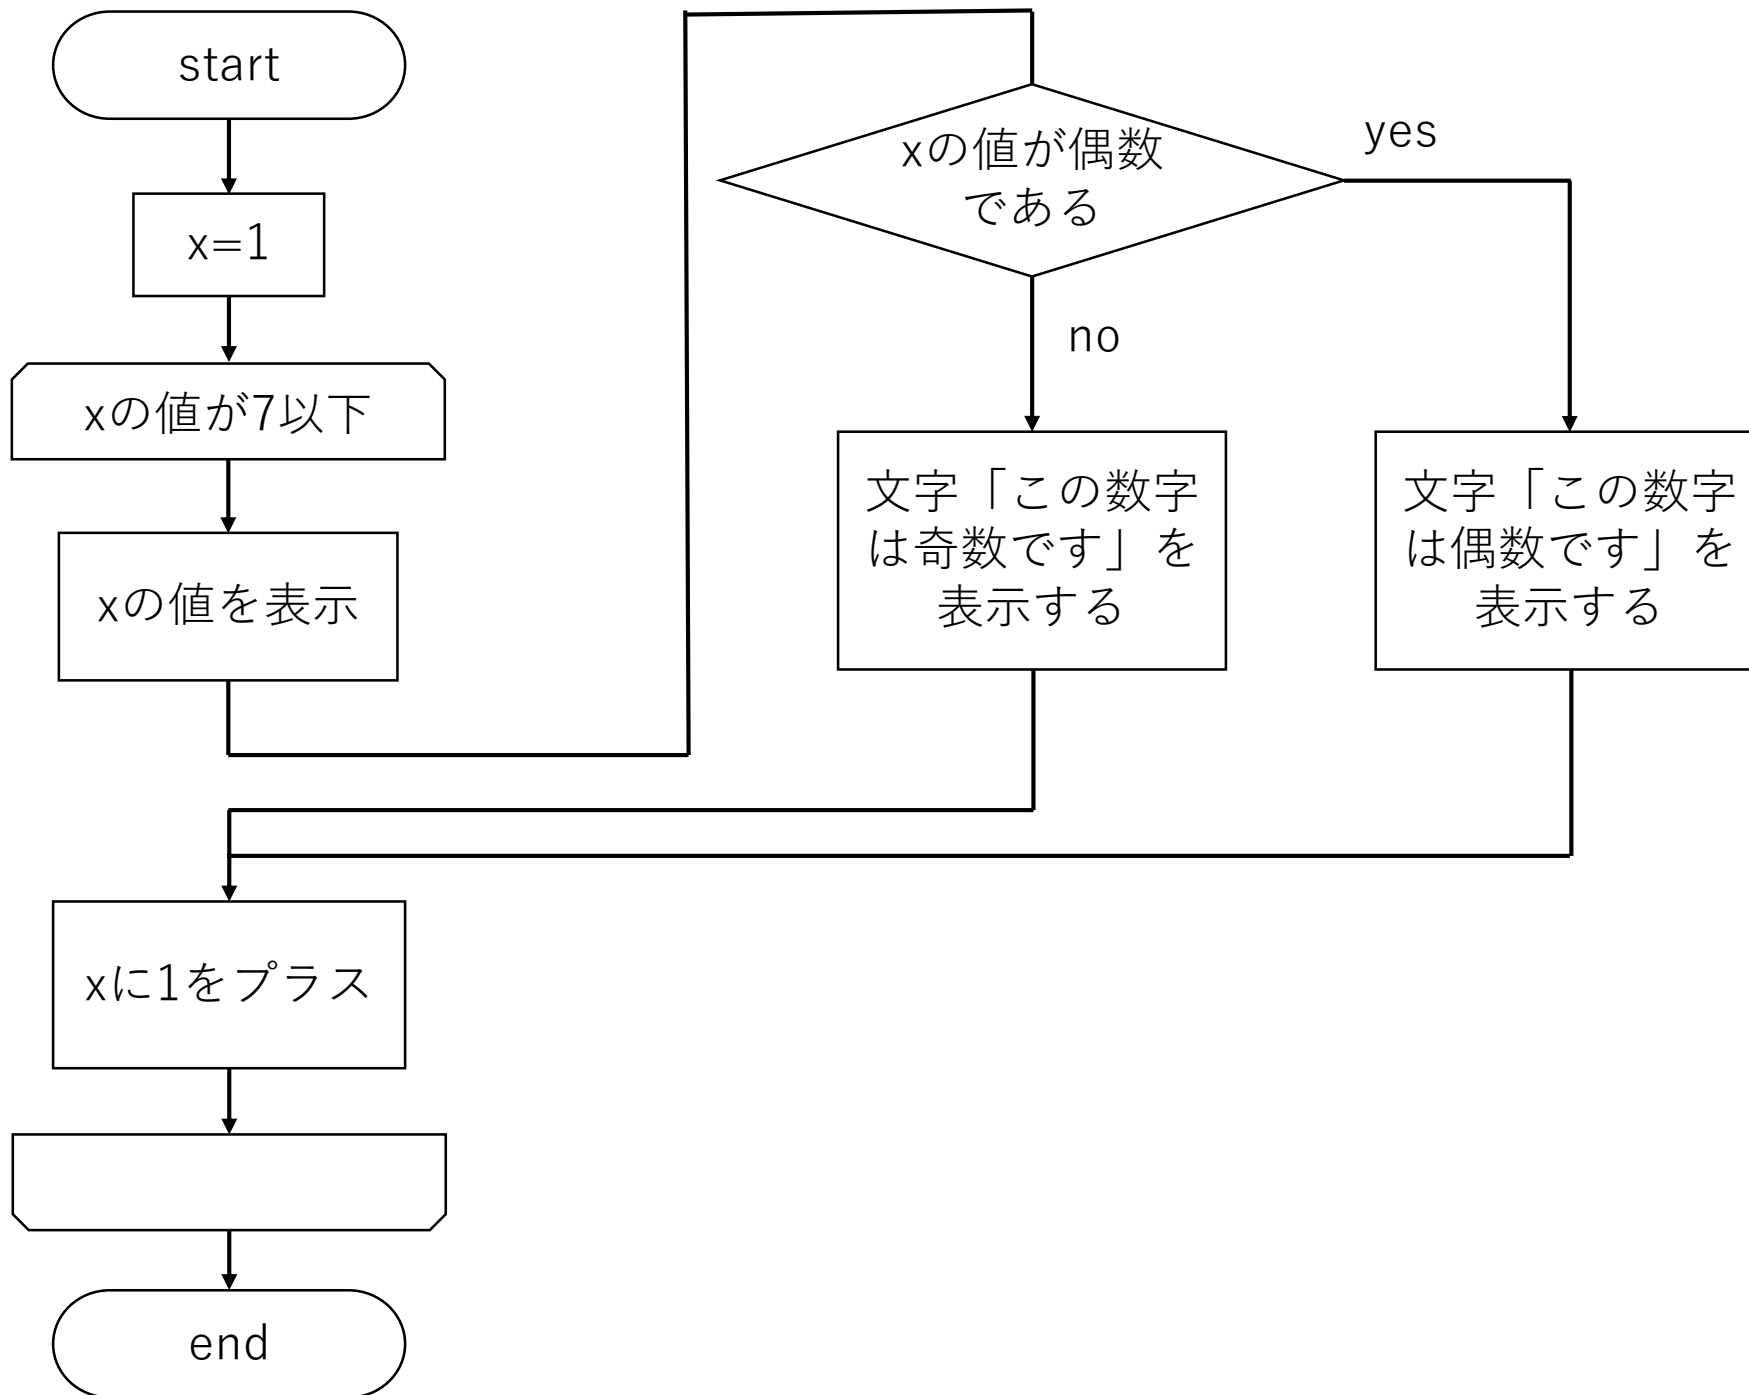 start
x=1
xの値が7以下
xの値を表示
xの値が偶数
である
yes
no
文字「この数字
は奇数です」を
表示する
文字「この数字
は偶数です」を
表示する
xに1をプラス
end